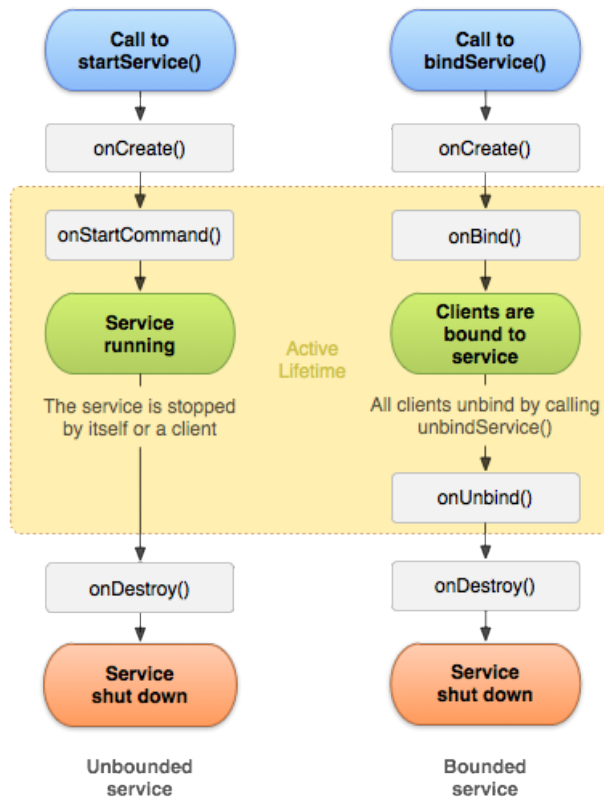 Call to
startService()
onCreate()
onStartCommand()
Service
running
The service is stopped
by itself or a client
onDestroy()
Service
shut down
Unbounded
service
Active
Lifetime
Call to
bindService()
onCreate()
onBind()
Clients are
bound to
service
All clients unbind by calling
unbindService()
onUnbind()
onDestroy()
Service
shut down
Bounded
service